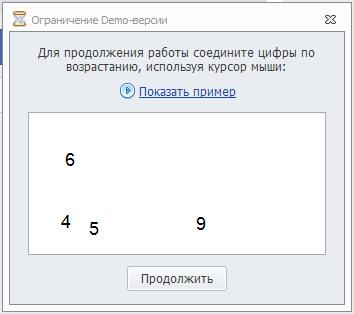 Ограничение Demo-версии
Для продолжения работы соедините цифры по
возрастанию, используя курсор мыши:
Показать пример
6
4 5 9
Продолжить